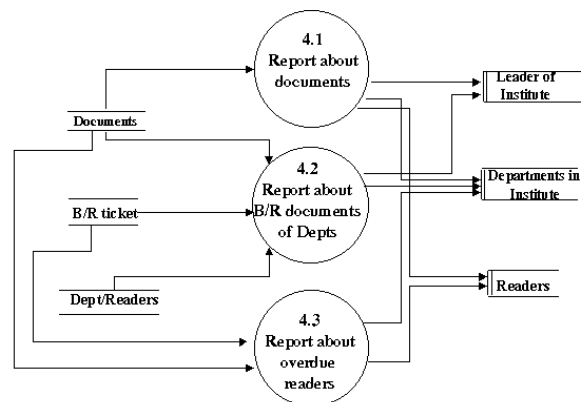 4.1
Report about
documents
Leader of
Institute
Documents
4.2
Report about
B/R documents
of Depts
Departments in
Institute
B/R ticket
Dept/Readers
Readers
4.3
Report about
overdue
readers